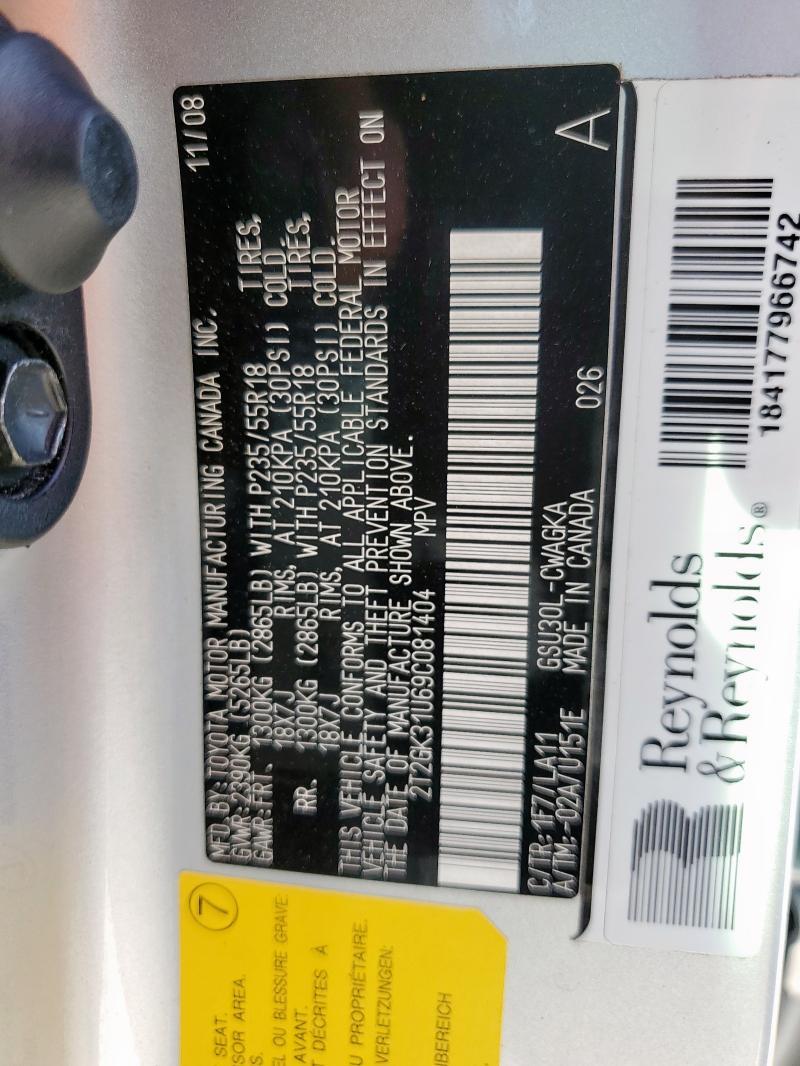 MFD BY: TOYOTA MOTOR MANUFACTURING CANADA INC. 11/08
GVWR 2390KG (5265LB)
GAWR: FRT. 1300KG (2865LB) WITH P235/55R18 TIRES,
18X7J RIMS, AT 210KPA (30PSI) COLD.
RR. 1300KG (2865LB) WITH P235/55R18 TIRES,
18X7J RIMS, AT 210KPA (30PSI) COLD.
THIS VEHICLE CONFORMS TO ALL APPLICABLE FEDERAL MOTOR
VEHICLE SAFETY AND THEFT PREVENTION STANDARDS IN EFFECT ON
THE DATE OF MANUFACTURE SHOWN ABOVE.
2T2GK31U69C081404 MPV
C/TR: 1F7/LA11 GSU30L-CWAGKA 026 A
A/TM: -02A/U151E MADE IN CANADA
Reynolds
& Reynolds®
184177966742
7
SEAT.
SOR AREA.
S.
EL OU BLESSURE GRAVE
AVANT.
T DÉCRITES À
U PROPRIÉTAIRE.
VERLETZUNGEN:
NBEREICH